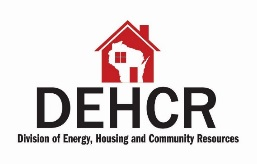 DEHCR
Division of Energy, Housing and Community Resources